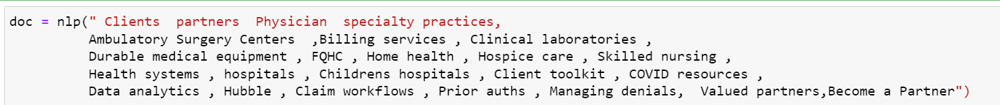 doc = nlp(" Clients  partners  Physician  specialty practices,
Ambulatory Surgery Centers  ,Billing services , Clinical laboratories ,
Durable medical equipment , FQHC , Home health , Hospice care , Skilled nursing ,
Health systems , hospitals , Childrens hospitals , Client toolkit , COVID resources ,
Data analytics , Hubble , Claim workflows , Prior auths , Managing denials,  Valued partners,Become a Partner")